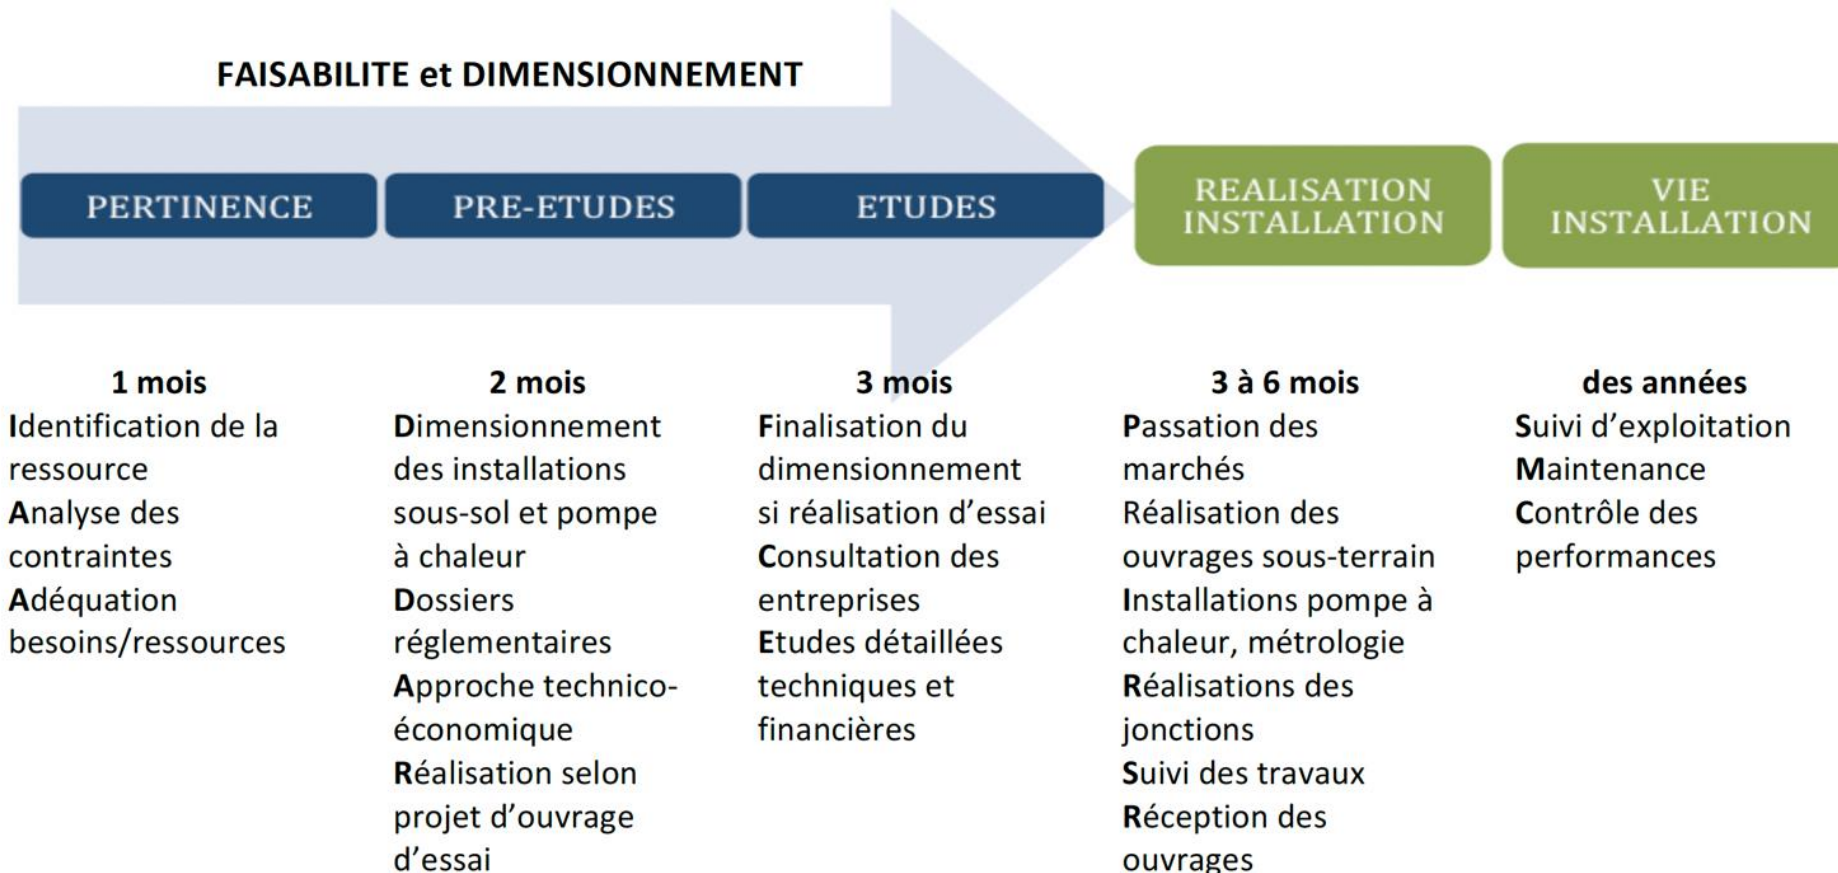 FAISABILITE et DIMENSIONNEMENT
PERTINENCE
PRE-ETUDES
ETUDES
REALISATION
INSTALLATION
VIE
INSTALLATION
1 mois
Identification de la
ressource
Analyse des
contraintes
Adéquation
besoins/ressources
2 mois
Dimensionnement
des installations
sous-sol et pompe
à chaleur
Dossiers
réglementaires
Approche technico-
économique
Réalisation selon
projet d’ouvrage
d’essai
3 mois
Finalisation du
dimensionnement
si réalisation d’essai
Consultation des
entreprises
Etudes détaillées
techniques et
financières
3 à 6 mois
Passation des
marchés
Réalisation des
ouvrages sous-terrain
Installations pompe à
chaleur, métrologie
Réalisations des
jonctions
Suivi des travaux
Réception des
ouvrages
des années
Suivi d’exploitation
Maintenance
Contrôle des
performances